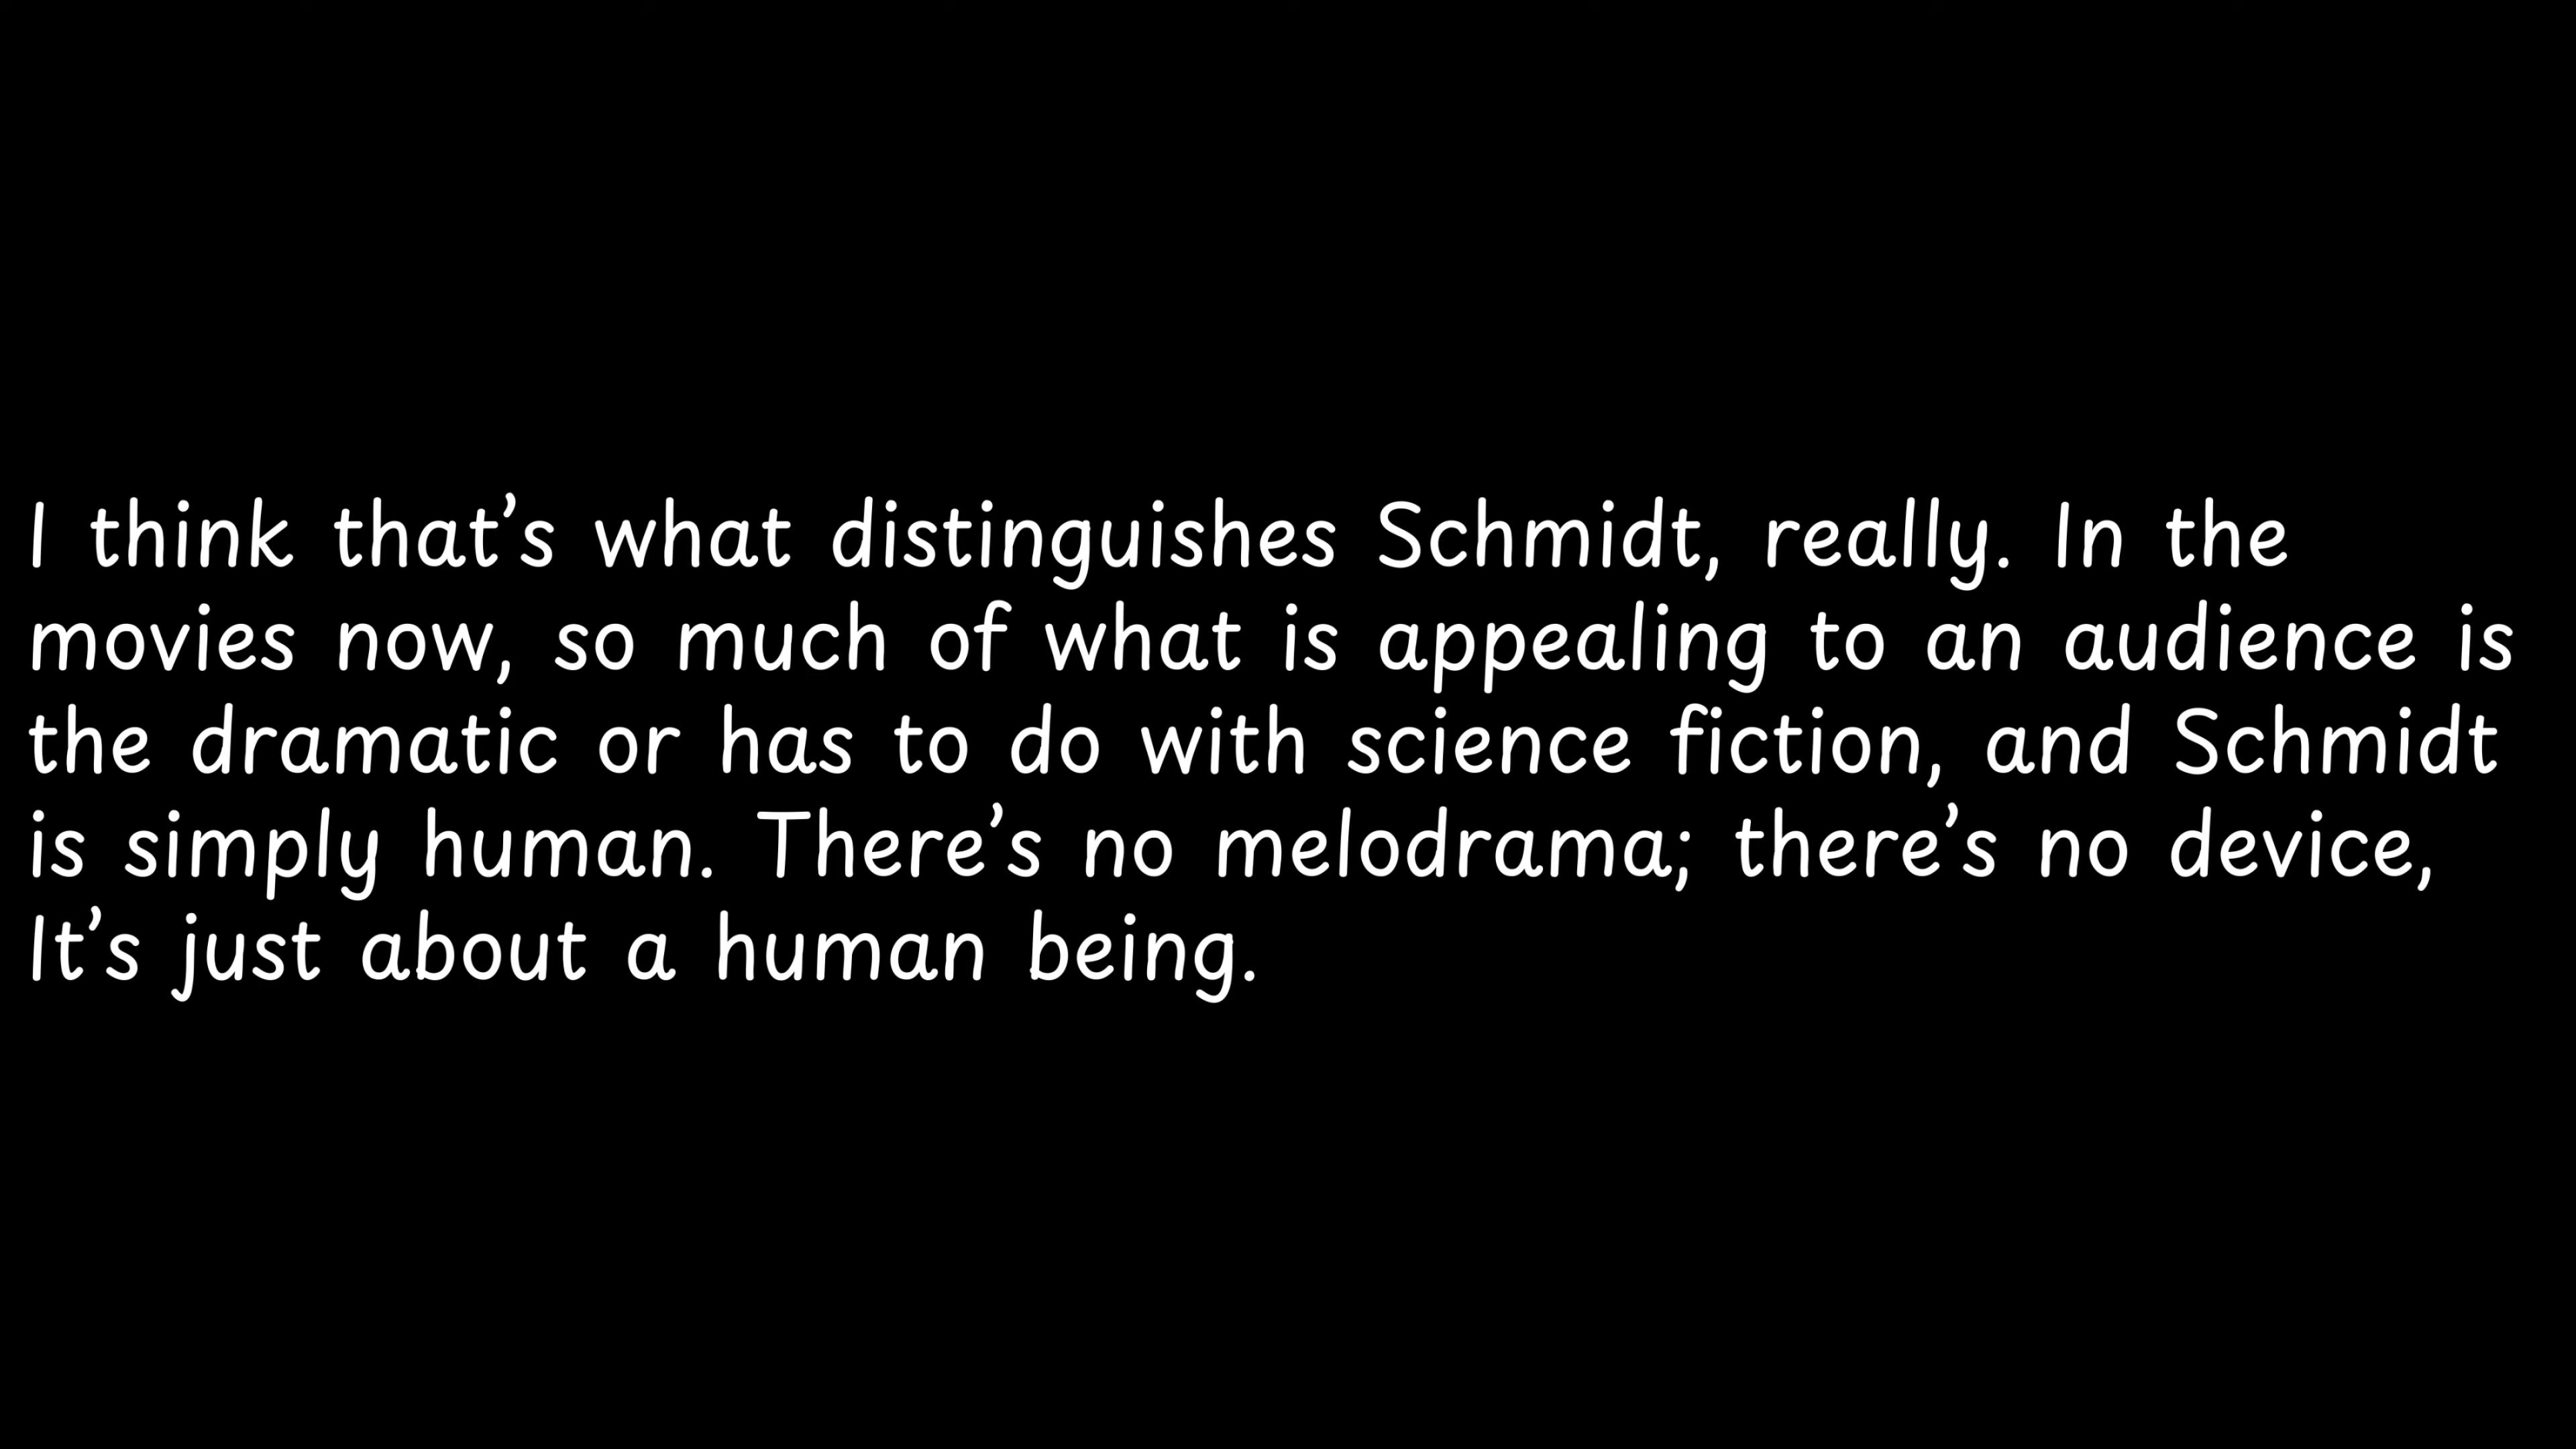 I think that’s what distinguishes Schmidt, really. In the
movies now, so much of what is appealing to an audience is
the dramatic or has to do with science fiction, and Schmidt
is simply human. There’s no melodrama; there’s no device,
It’s just about a human being.